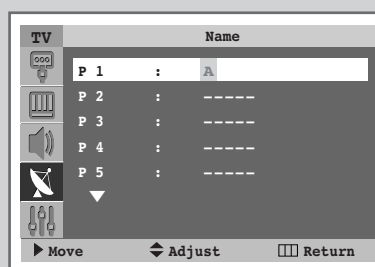 TV Name
P 1 : A
P 2 : -----
P 3 : -----
P 4 : -----
P 5 : -----
Move Adjust Return